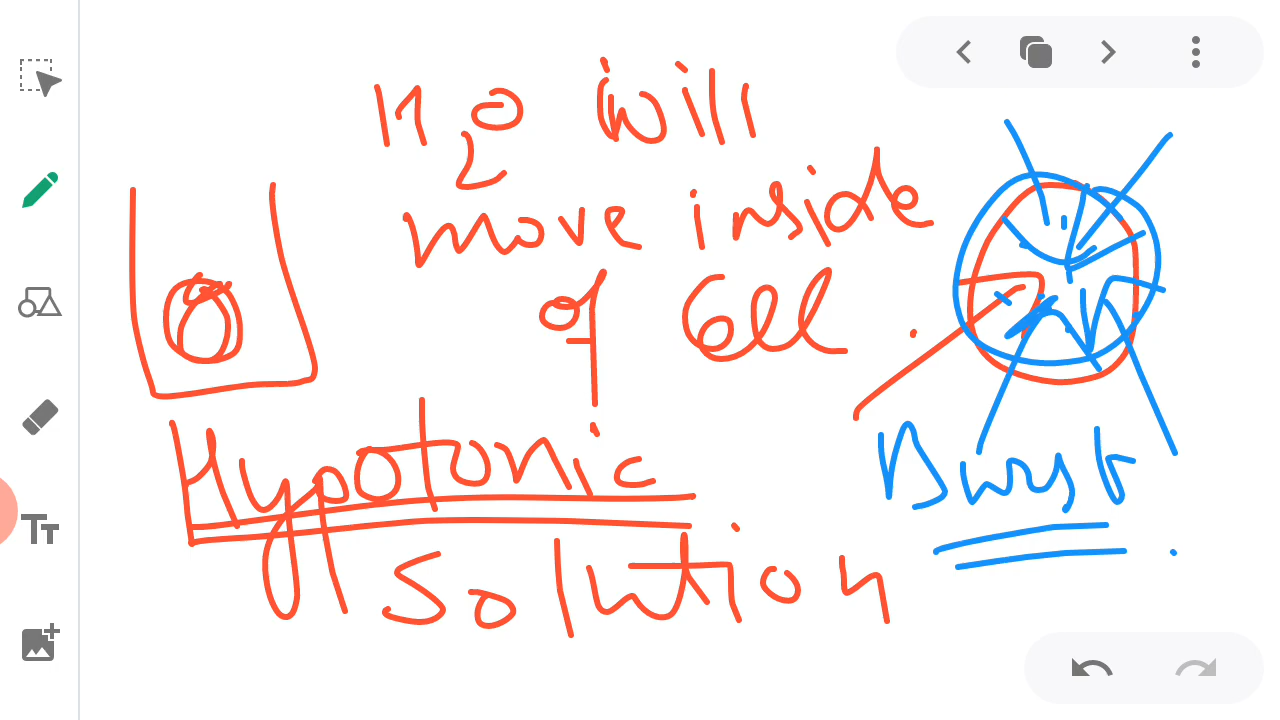 H2O will
move inside
of Cell.
Hypotonic
Solution
Burst.